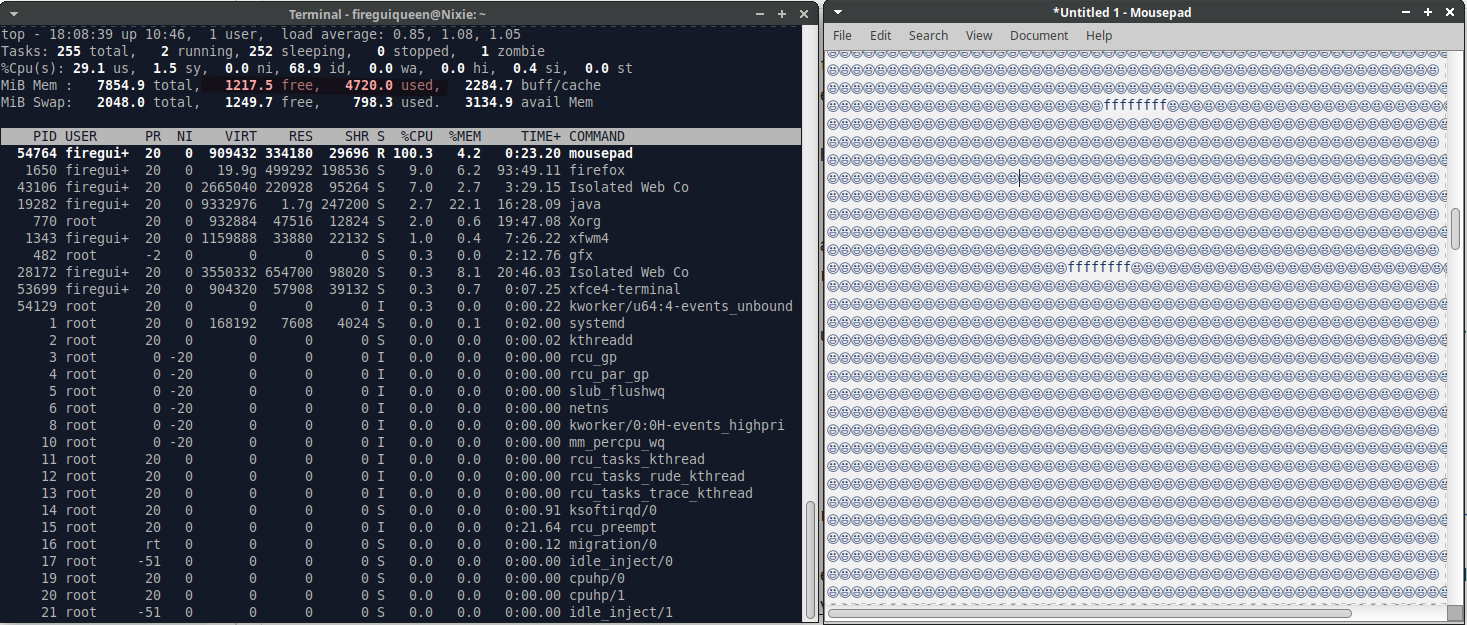 Terminal - fireguiqueen@Nixie: ~
top - 18:08:39 up 10:46,  1 user,  load average: 0.85, 1.08, 1.05
Tasks: 255 total,   2 running, 252 sleeping,   0 stopped,   1 zombie
%Cpu(s): 29.1 us,  1.5 sy,  0.0 ni, 68.9 id,  0.0 wa,  0.0 hi,  0.4 si,  0.0 st
MiB Mem :   7854.9 total,   1217.5 free,   4720.0 used,   2284.7 buff/cache
MiB Swap:   2048.0 total,   1249.7 free,    798.3 used.   3134.9 avail Mem
PID USER      PR  NI    VIRT    RES    SHR S  %CPU  %MEM     TIME+ COMMAND
54764 firegui+  20   0  909432 334180  29696 R 100.3   4.2   0:23.20 mousepad
1650 firegui+  20   0   19.9g 499292 198536 S   9.0   6.2  93:49.11 firefox
43106 firegui+  20   0 2665040 220928  95264 S   7.0   2.7   3:29.15 Isolated Web Co
19282 firegui+  20   0 9332976   1.7g 247200 S   2.7  22.1  16:28.09 java
770 root      20   0  932884  47516  12824 S   2.0   0.6  19:47.08 Xorg
1343 firegui+  20   0 1159888  33880  22132 S   1.0   0.4   7:26.22 xfwm4
482 root      -2   0       0      0      0 S   0.3   0.0   2:12.76 gfx
28172 firegui+  20   0 3550332 654700  98020 S   0.3   8.1  20:46.03 Isolated Web Co
53699 firegui+  20   0  904320  57908  39132 S   0.3   0.7   0:07.25 xfce4-terminal
54129 root      20   0       0      0      0 I   0.3   0.0   0:00.22 kworker/u64:4-events_unbound
1 root      20   0  168192   7608   4024 S   0.0   0.1   0:02.00 systemd
2 root      20   0       0      0      0 S   0.0   0.0   0:00.02 kthreadd
3 root       0 -20       0      0      0 I   0.0   0.0   0:00.00 rcu_gp
4 root       0 -20       0      0      0 I   0.0   0.0   0:00.00 rcu_par_gp
5 root       0 -20       0      0      0 I   0.0   0.0   0:00.00 slub_flushwq
6 root       0 -20       0      0      0 I   0.0   0.0   0:00.00 netns
8 root       0 -20       0      0      0 I   0.0   0.0   0:00.00 kworker/0:0H-events_highpri
10 root       0 -20       0      0      0 I   0.0   0.0   0:00.00 mm_percpu_wq
11 root      20   0       0      0      0 I   0.0   0.0   0:00.00 rcu_tasks_kthread
12 root      20   0       0      0      0 I   0.0   0.0   0:00.00 rcu_tasks_rude_kthread
13 root      20   0       0      0      0 I   0.0   0.0   0:00.00 rcu_tasks_trace_kthread
14 root      20   0       0      0      0 S   0.0   0.0   0:00.91 ksoftirqd/0
15 root      20   0       0      0      0 I   0.0   0.0   0:21.64 rcu_preempt
16 root      rt   0       0      0      0 S   0.0   0.0   0:00.12 migration/0
17 root     -51   0       0      0      0 S   0.0   0.0   0:00.00 idle_inject/0
19 root      20   0       0      0      0 S   0.0   0.0   0:00.00 cpuhp/0
20 root      20   0       0      0      0 S   0.0   0.0   0:00.00 cpuhp/1
21 root     -51   0       0      0      0 S   0.0   0.0   0:00.00 idle_inject/1
*Untitled 1 - Mousepad
File Edit Search View Document Help
ffffffff
ffffffff